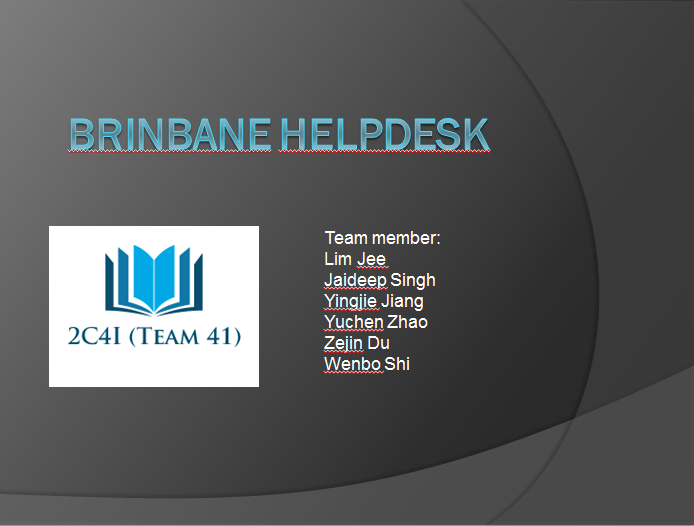 BRINBANE HELPDESK
2C4I (TEAM 41)
Team member:
Lim Jee
Jaideep Singh
Yingjie Jiang
Yuchen Zhao
Zejin Du
Wenbo Shi